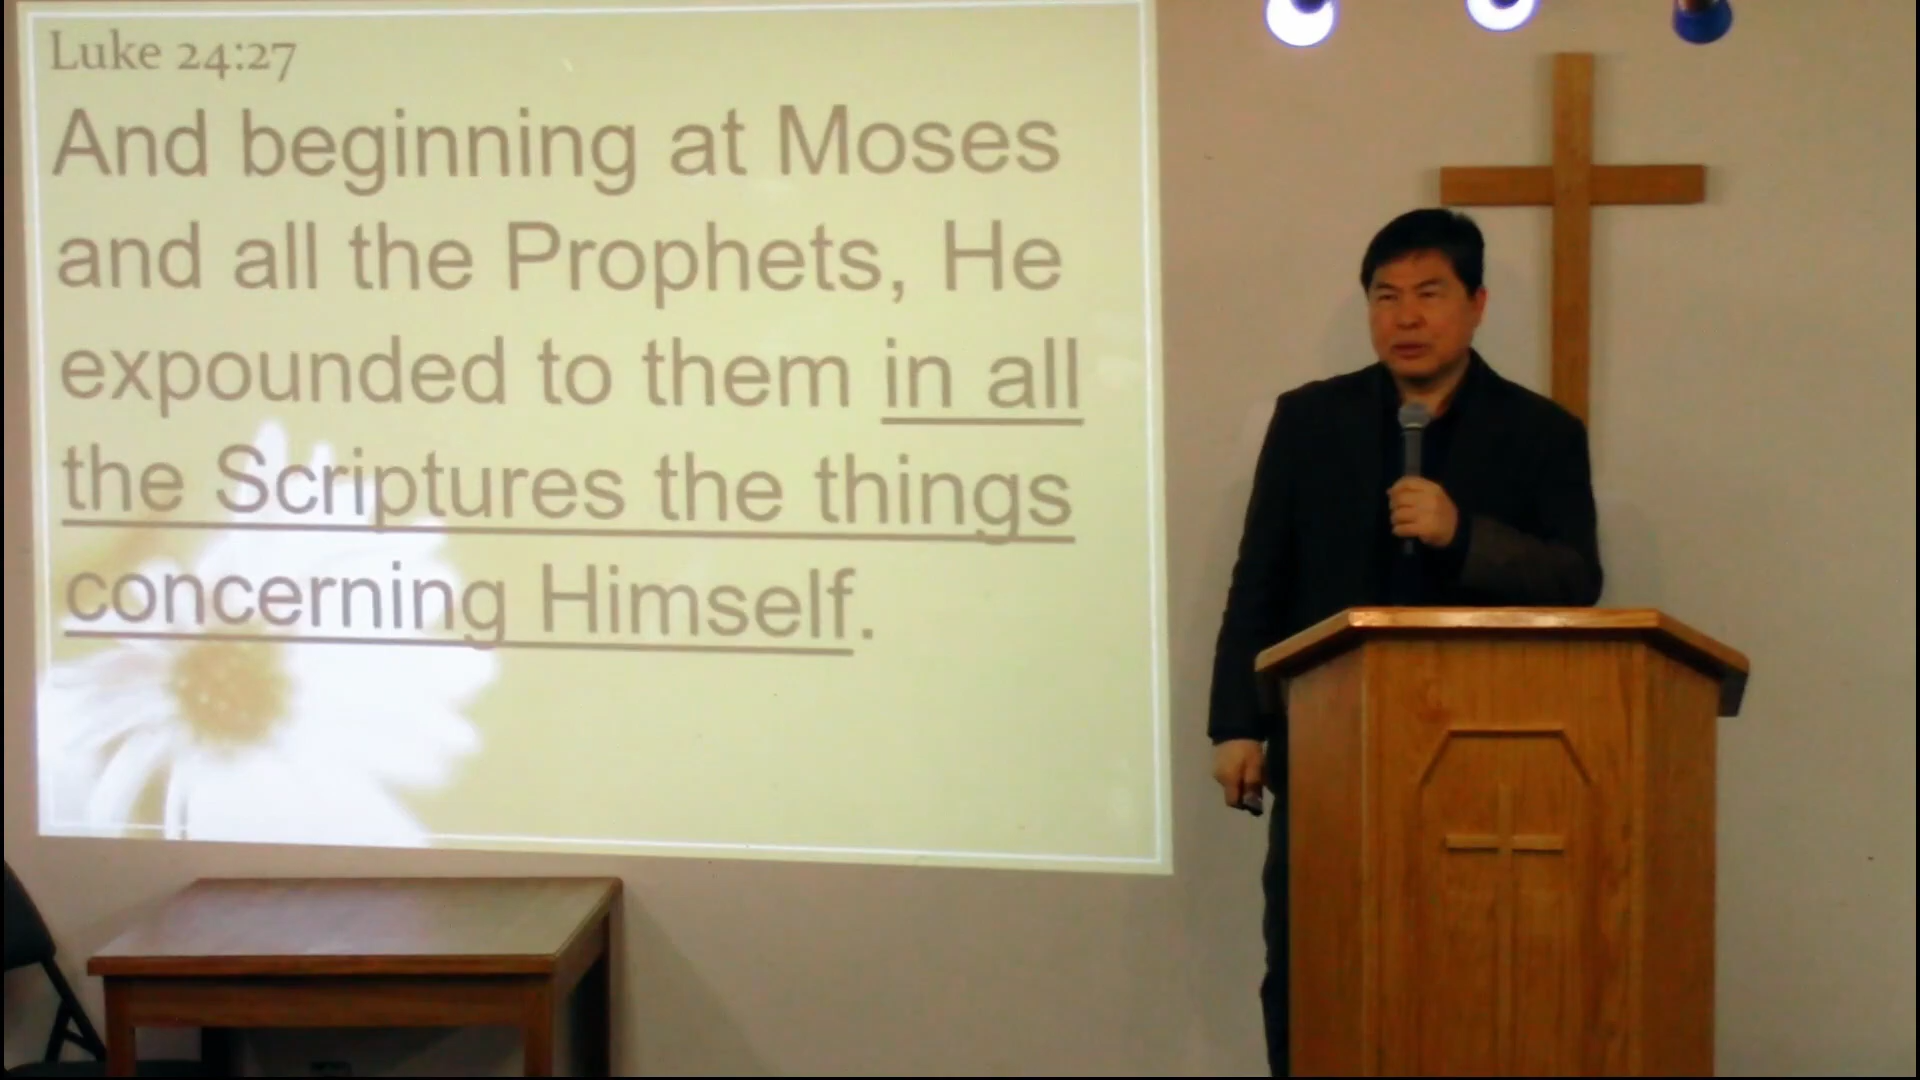 Luke 24:27
And beginning at Moses
and all the Prophets, He
expounded to them in all
the Scriptures the things
concerning Himself.